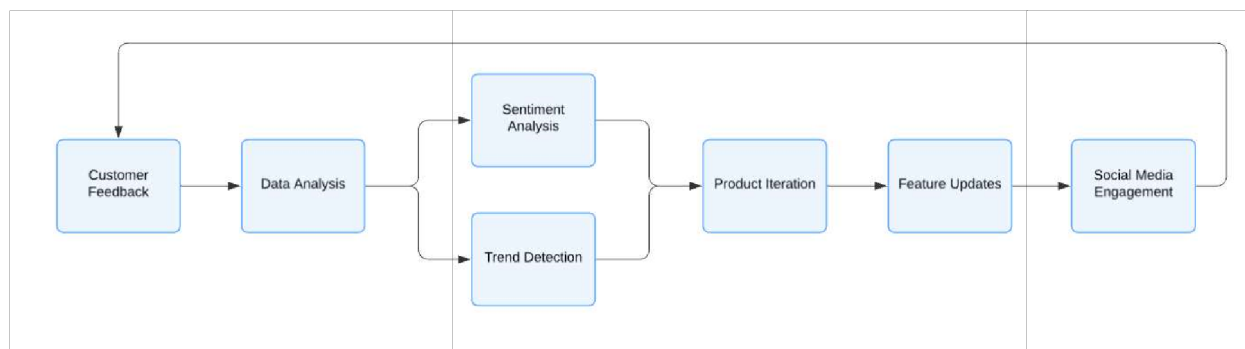 Customer
Feedback
Data Analysis
Sentiment
Analysis
Trend Detection
Product Iteration
Feature Updates
Social Media
Engagement